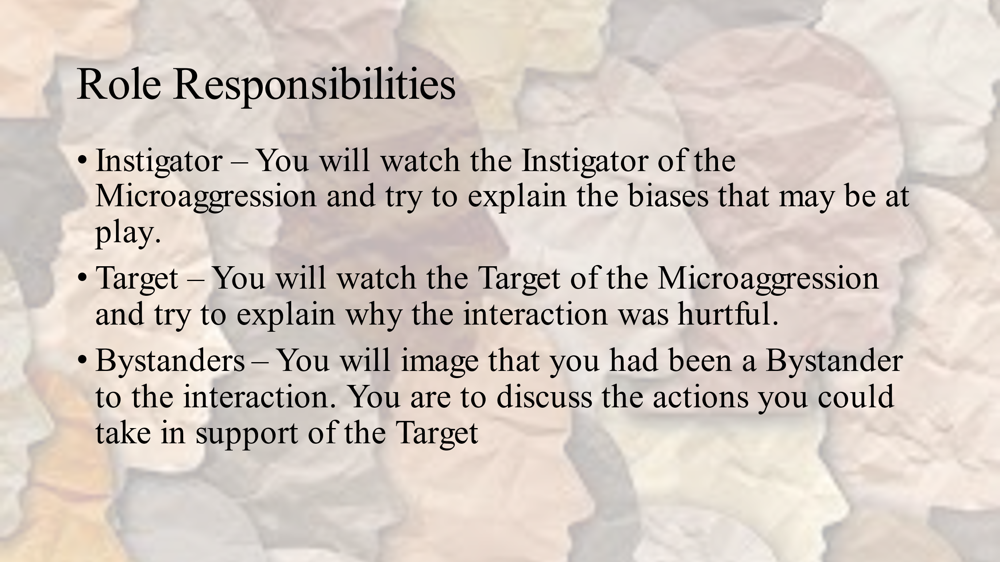 Role Responsibilities
• Instigator – You will watch the Instigator of the
Microaggression and try to explain the biases that may be at
play.
• Target – You will watch the Target of the Microaggression
and try to explain why the interaction was hurtful.
• Bystanders – You will image that you had been a Bystander
to the interaction. You are to discuss the actions you could
take in support of the Target